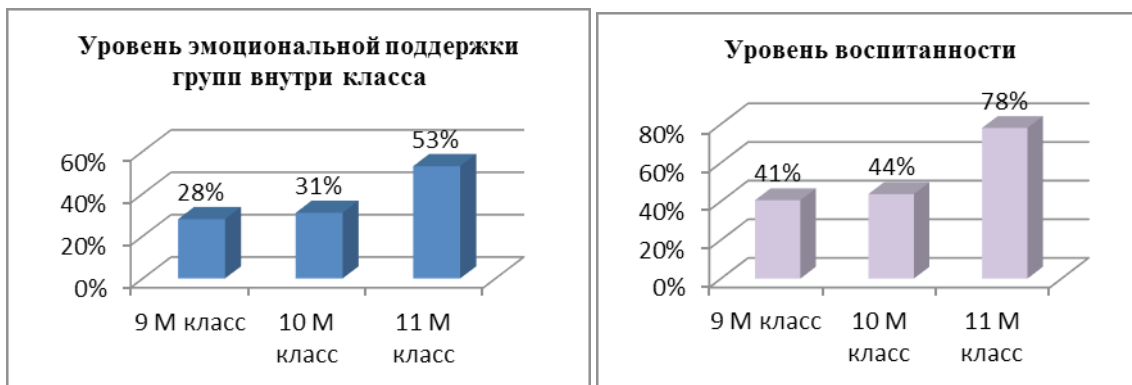 Уровень эмоциональной поддержки
групп внутри класса
60%
40%
20%
0%
28%
31%
53%
9 М класс
10 М
класс
11 М
класс
Уровень воспитанности
80%
60%
40%
20%
0%
41%
44%
78%
9 М класс
10 М
класс
11 М
класс